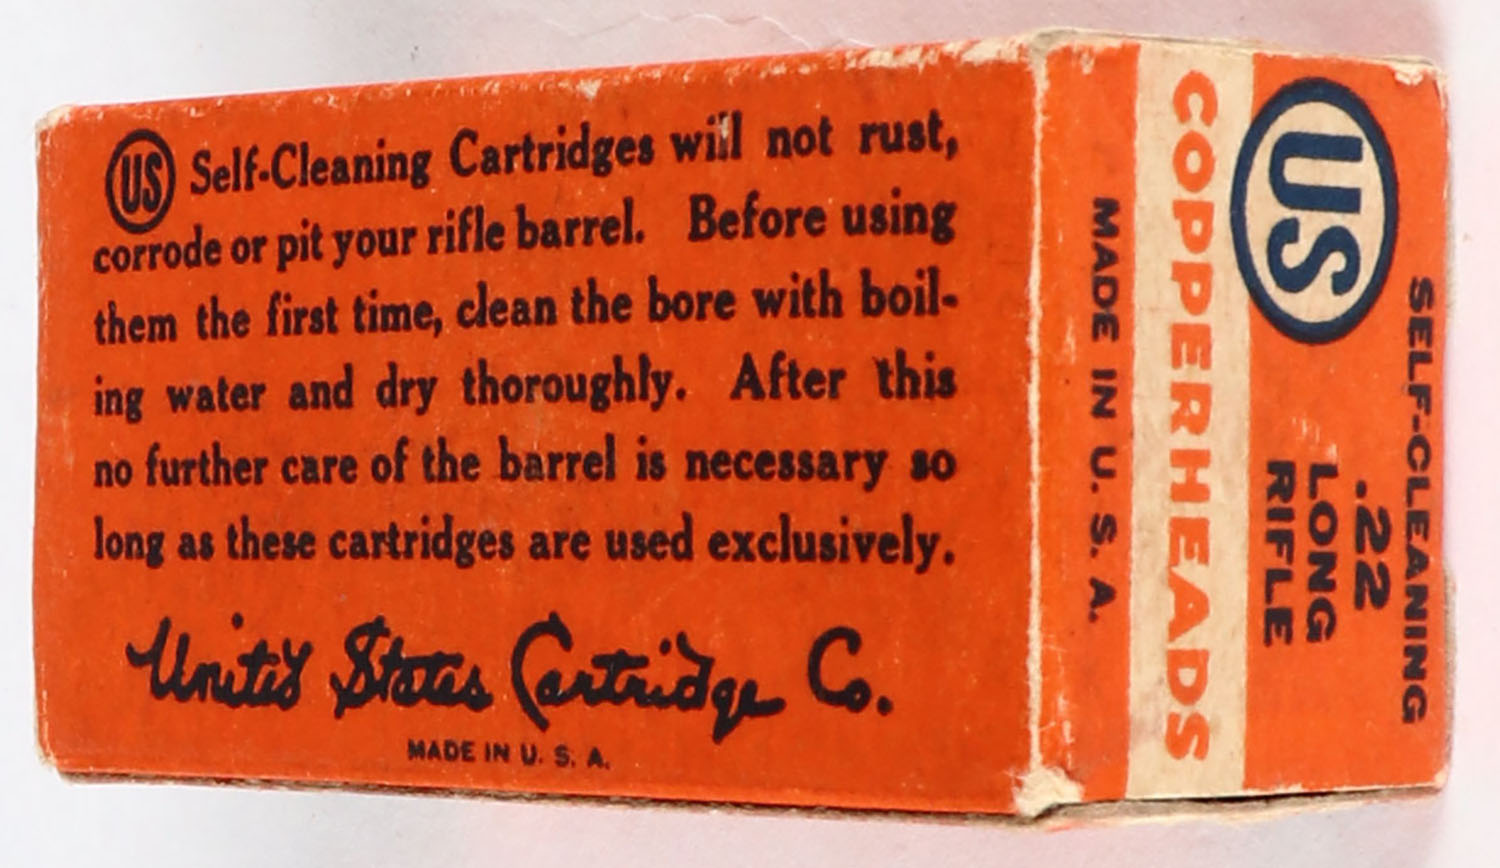 US Self-Cleaning Cartridges will not rust,
corrode or pit your rifle barrel. Before using
them the first time, clean the bore with boil-
ing water and dry thoroughly. After this
no further care of the barrel is necessary so
long as these cartridges are used exclusively.
United States Cartridge Co.
MADE IN U. S. A.
SELF-CLEANING
.22
LONG
RIFLE
US
COPPERHEADS
MADE IN U. S. A.